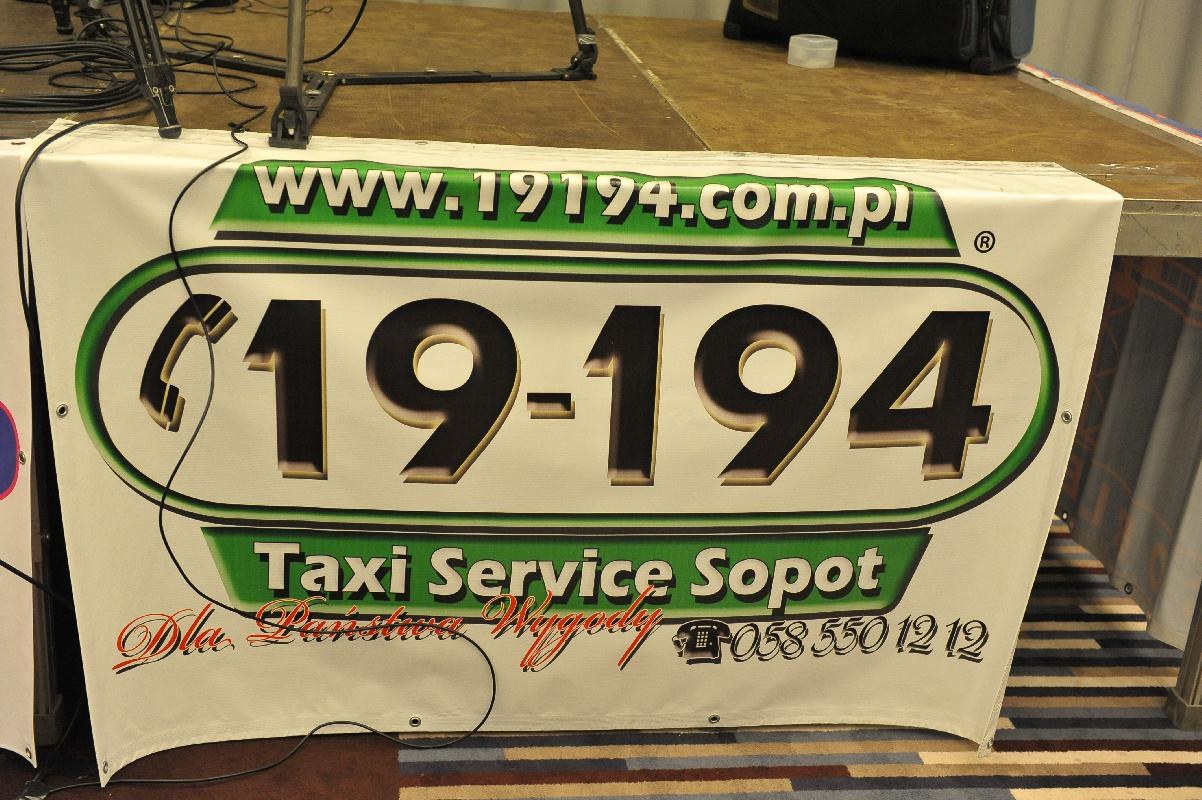 www.19194.com.pl
®
19-194
Taxi Service Sopot
Dla Państwa Wygody 058 550 12 12